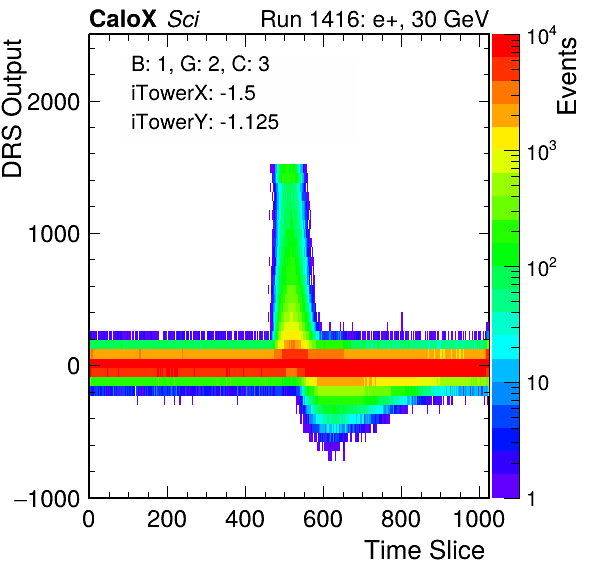 CaloX Sci Run 1416: e+, 30 GeV
B: 1, G: 2, C: 3
iTowerX: -1.5
iTowerY: -1.125
DRS Output
2000
1000
0
−1000
0 200 400 600 800 1000
Time Slice
Events
10⁴
10³
10²
10
1